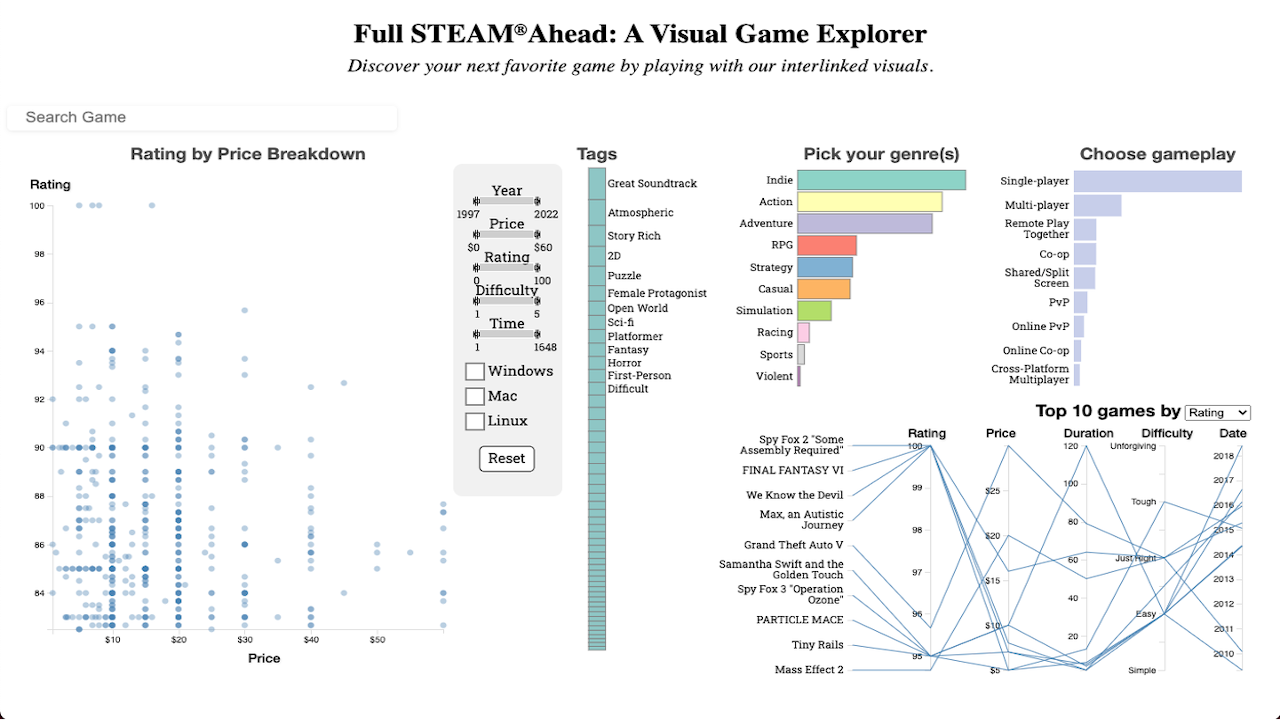 Full STEAM®Ahead: A Visual Game Explorer
Discover your next favorite game by playing with our interlinked visuals.
Search Game
Rating by Price Breakdown
Rating
100
98
96
94
92
90
88
86
84
$10
$20
$30
$40
$50
Price
Year
1997
2022
Price
$0
$60
Rating
0
100
Difficulty
1
5
Time
1
1648
Windows
Mac
Linux
Reset
Tags
Great Soundtrack
Atmospheric
Story Rich
2D
Puzzle
Female Protagonist
Open World
Sci-fi
Platformer
Fantasy
Horror
First-Person
Difficult
Pick your genre(s)
Indie
Action
Adventure
RPG
Strategy
Casual
Simulation
Racing
Sports
Violent
Choose gameplay
Single-player
Multi-player
Remote Play
Together
Co-op
Shared/Split
Screen
PvP
Online PvP
Online Co-op
Cross-Platform
Multiplayer
Top 10 games by Rating
Rating
Price
Duration
Difficulty
Date
Spy Fox 2 "Some
Assembly Required"
FINAL FANTASY VI
We Know the Devil
Max, an Autistic
Journey
Grand Theft Auto V
Samantha Swift and the
Golden Touch
Spy Fox 3 "Operation
Ozone"
PARTICLE MACE
Tiny Rails
Mass Effect 2
100
99
98
97
96
95
$25
$20
$15
$10
$5
120
100
80
60
40
20
Unforgiving
Tough
Just Right
Easy
Simple
2018
2017
2016
2015
2014
2013
2012
2011
2010